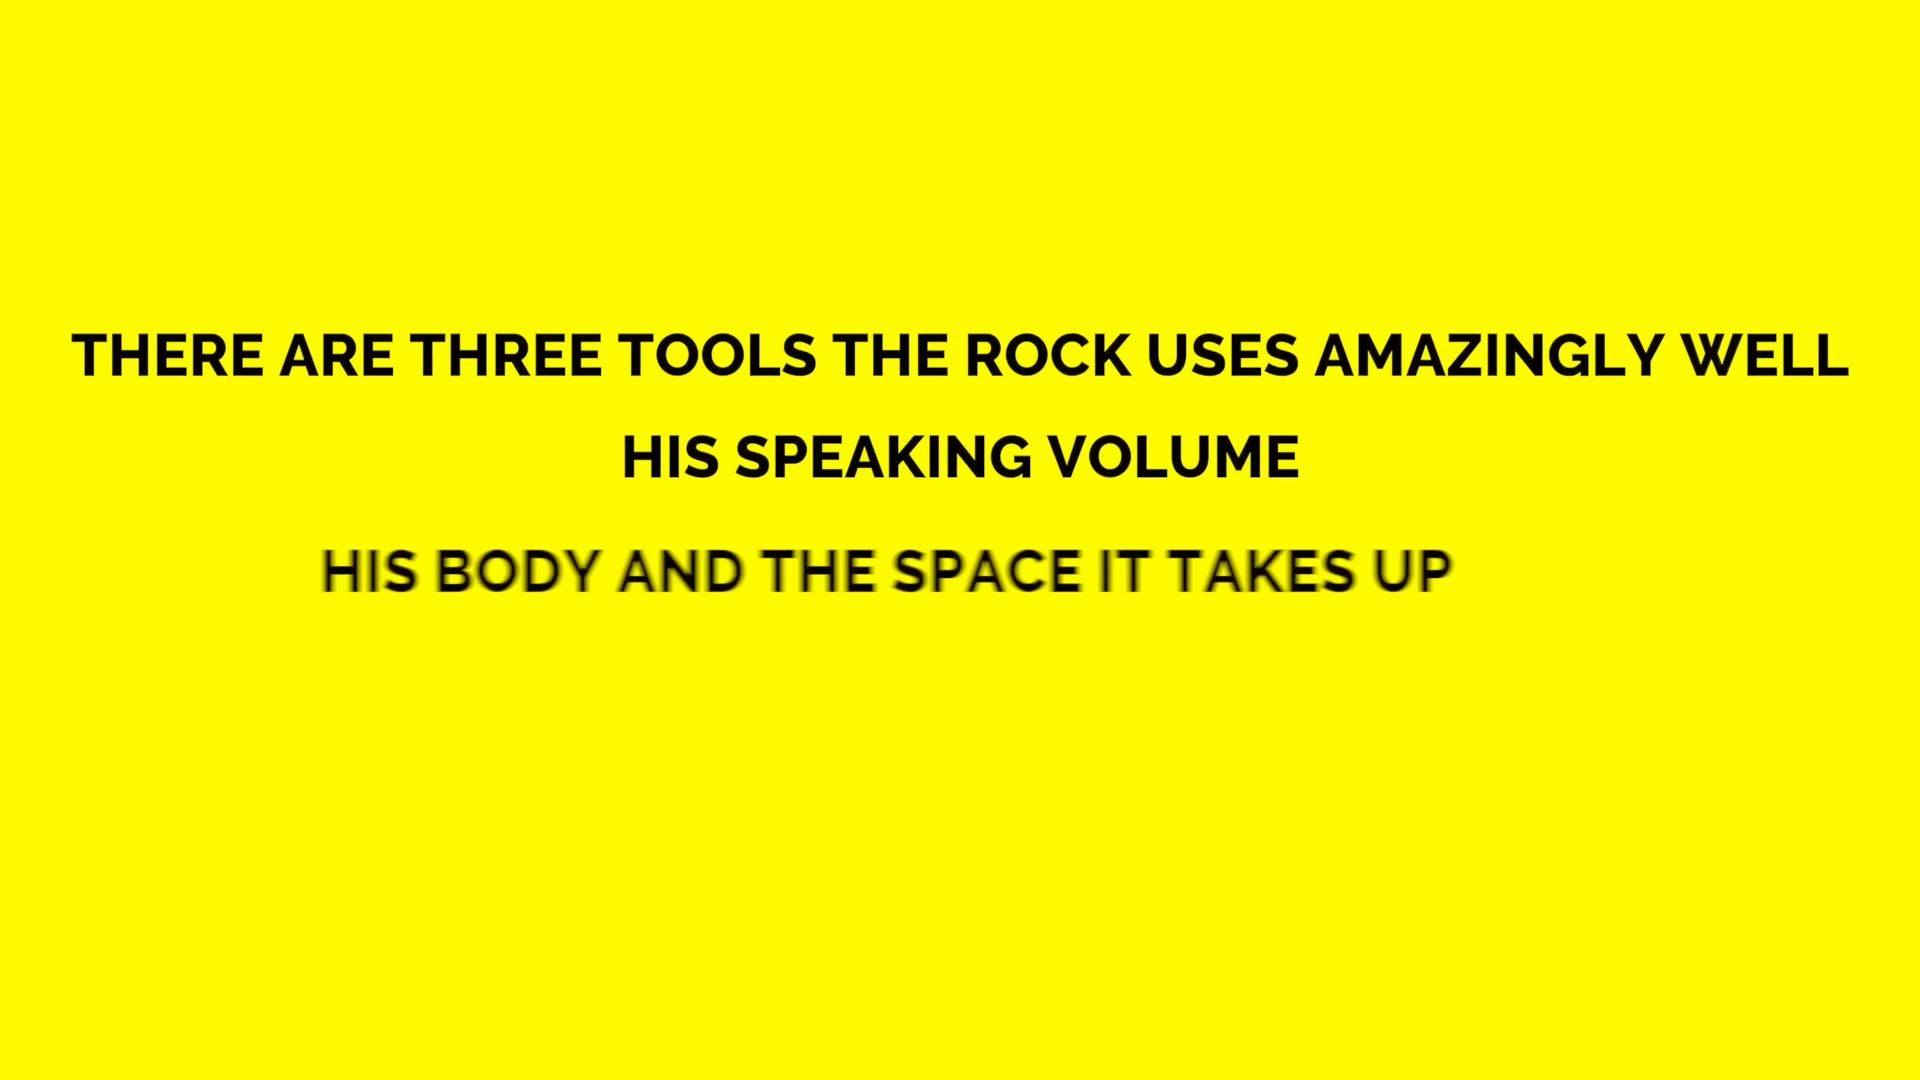 THERE ARE THREE TOOLS THE ROCK USES AMAZINGLY WELL
HIS SPEAKING VOLUME
HIS BODY AND THE SPACE IT TAKES UP